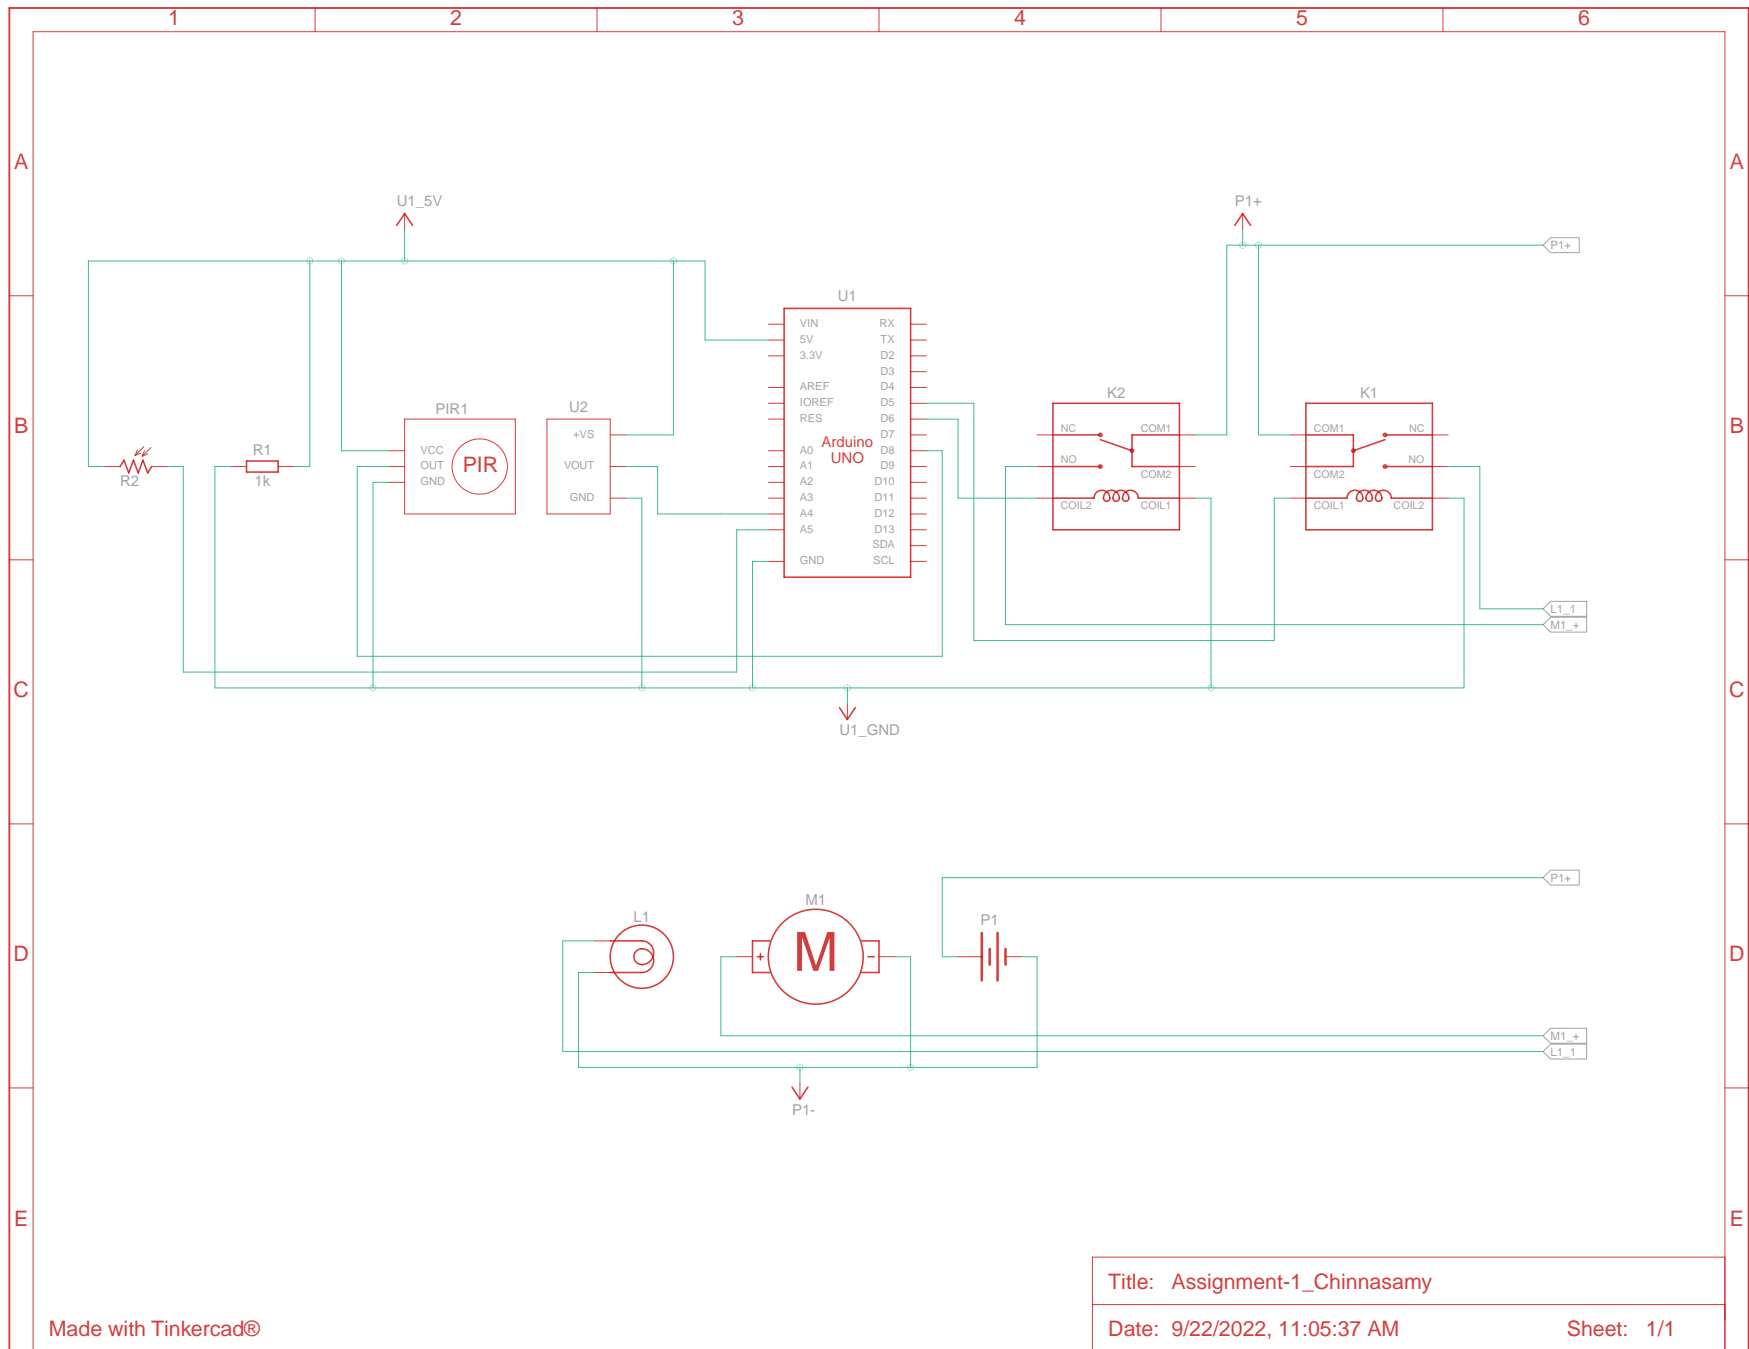 1 2 3 4 5 6
A A
U1_5V P1+
P1+
U1
VIN RX
5V TX
3.3V D2
D3
AREF D4
IOREF D5
RES D6
D7
A0 D8
A1 D9
A2 D10
A3 D11
A4 D12
A5 D13
SDA
GND SCL
Arduino
UNO
B B
R2
R1
1k
PIR1
VCC
OUT
GND
PIR
U2
+VS
VOUT
GND
K2
NC COM1
NO
COM2
COIL2 COIL1
K1
COM1 NC
NO
COM2
COIL1 COIL2
L1_1
M1_+
C C
U1_GND
P1+
D D
L1
M1
+ M -
P1
M1_+
L1_1
P1-
E E
Title: Assignment-1_Chinnasamy
Made with Tinkercad®
Date: 9/22/2022, 11:05:37 AM Sheet: 1/1